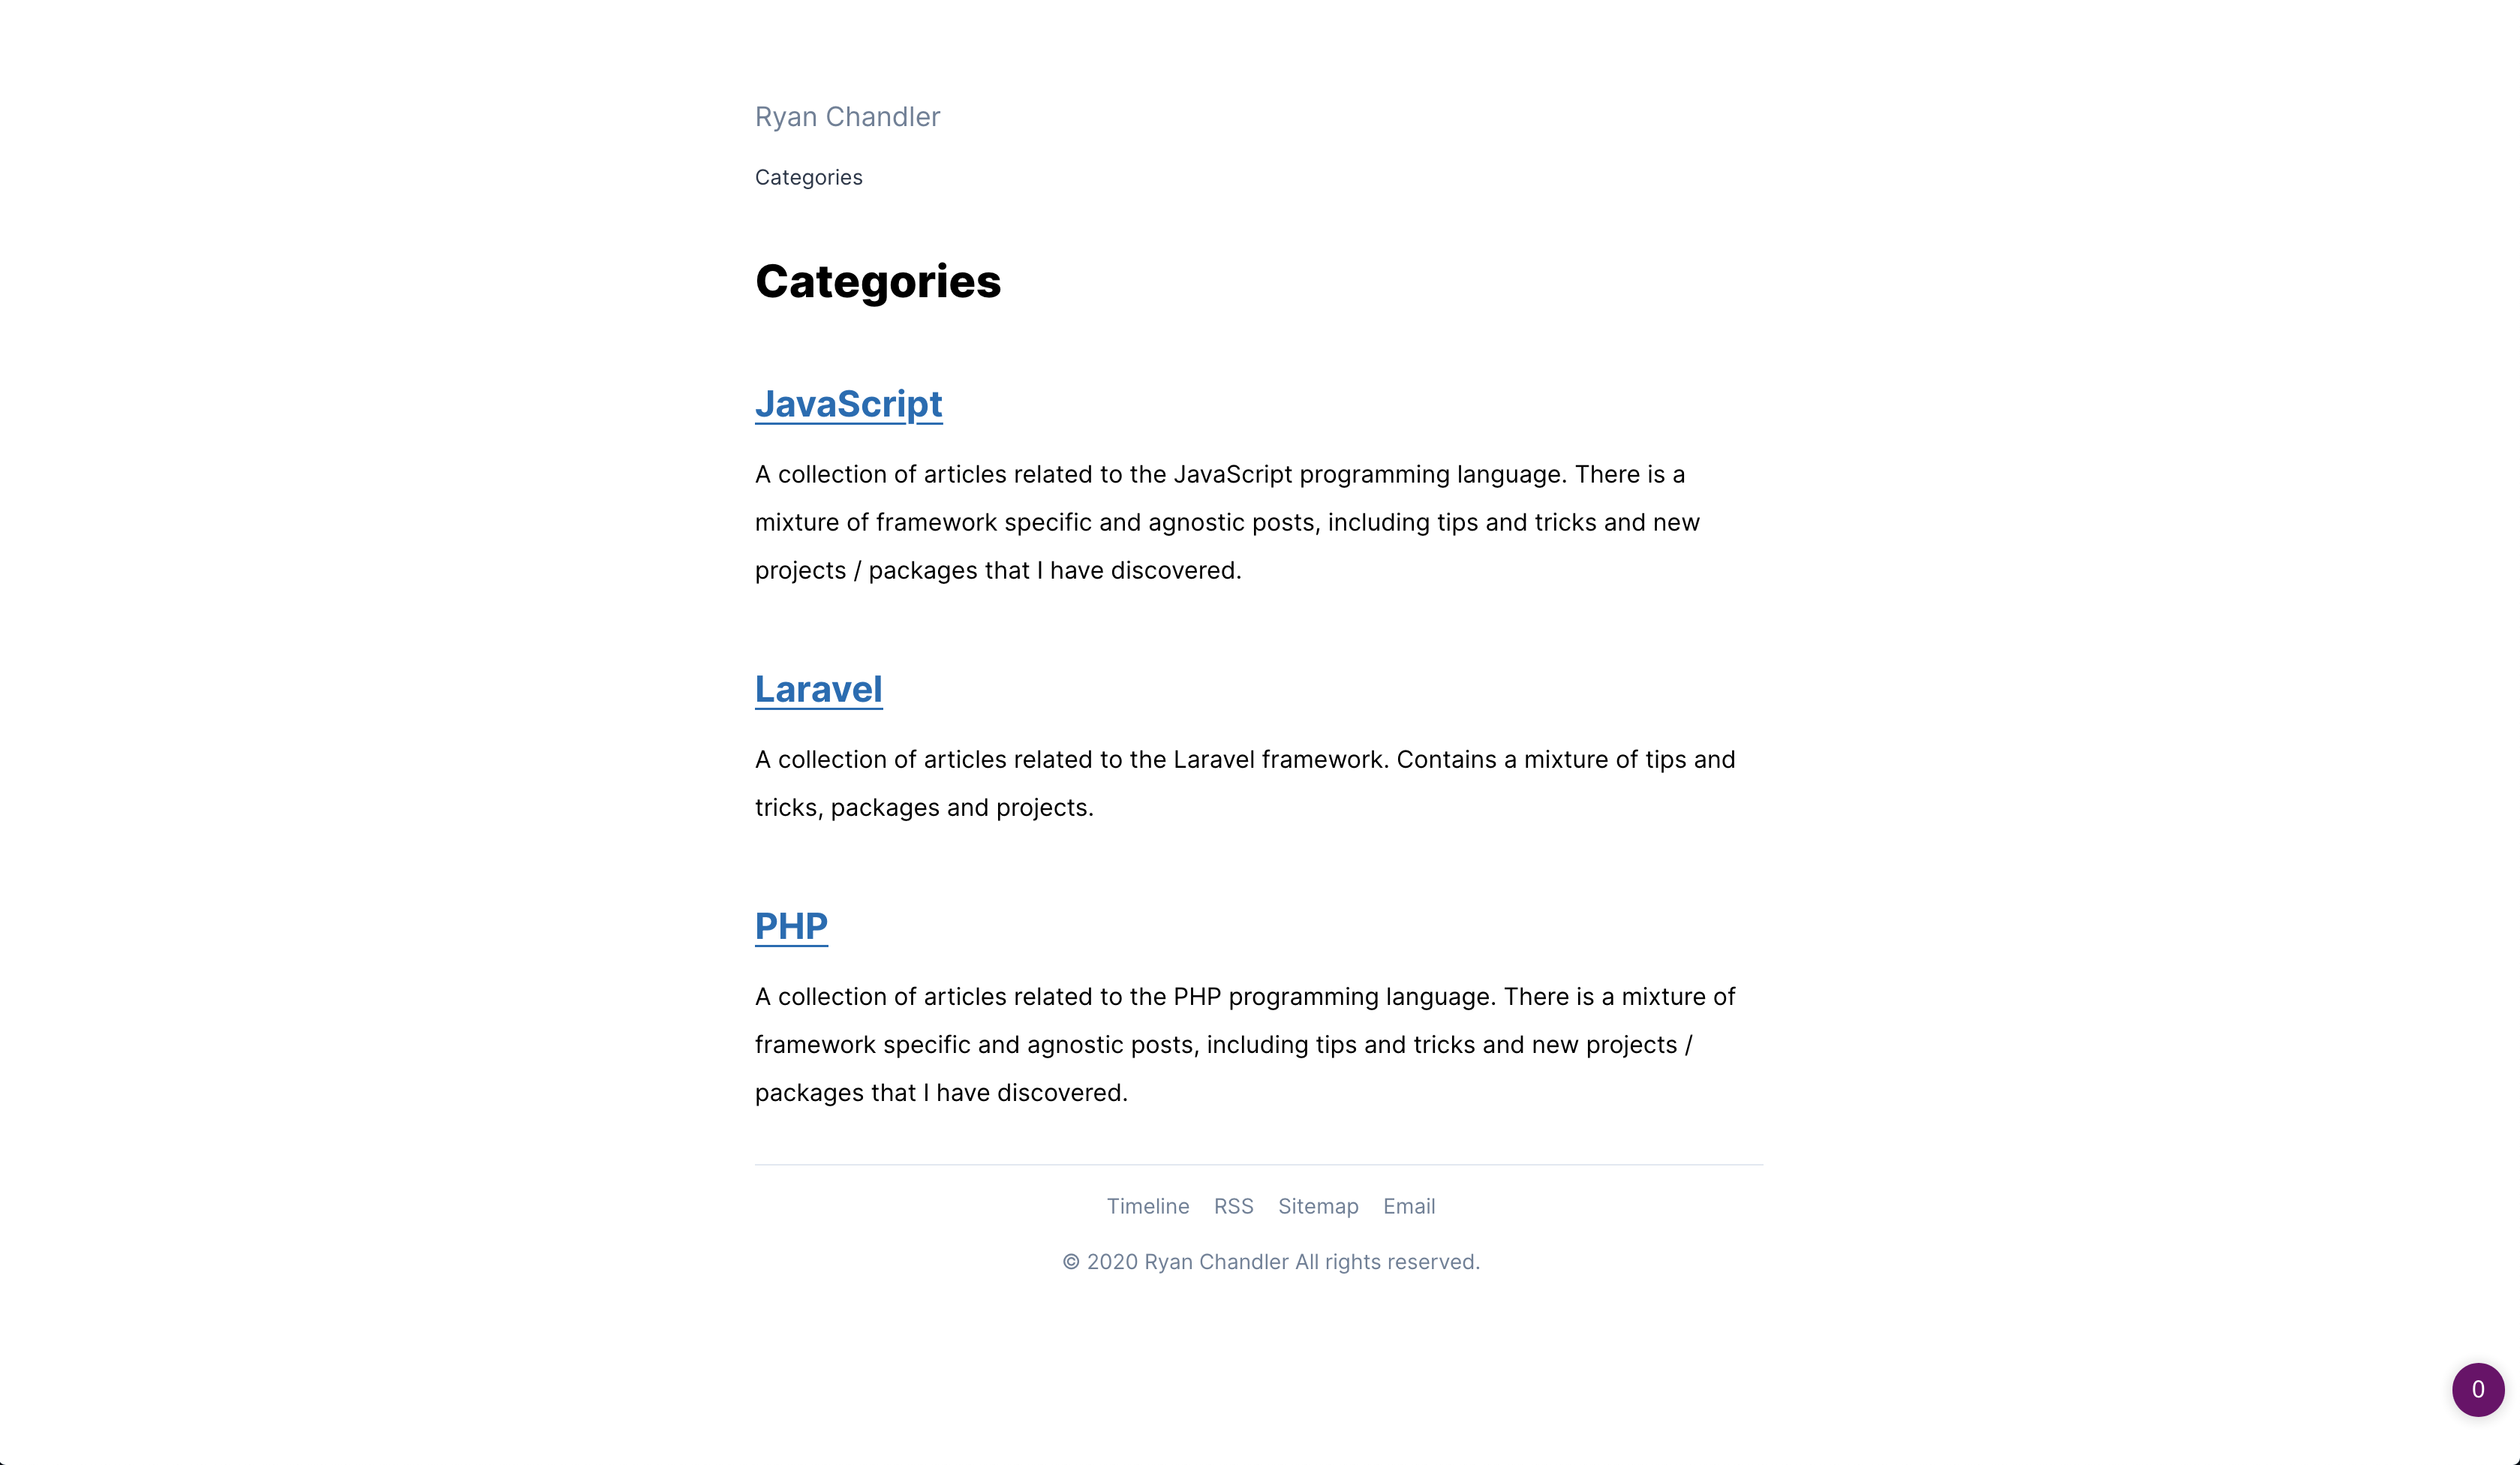 Ryan Chandler
Categories
Categories
JavaScript
A collection of articles related to the JavaScript programming language. There is a
mixture of framework specific and agnostic posts, including tips and tricks and new
projects / packages that I have discovered.
Laravel
A collection of articles related to the Laravel framework. Contains a mixture of tips and
tricks, packages and projects.
PHP
A collection of articles related to the PHP programming language. There is a mixture of
framework specific and agnostic posts, including tips and tricks and new projects /
packages that I have discovered.
Timeline RSS Sitemap Email
© 2020 Ryan Chandler All rights reserved.
0